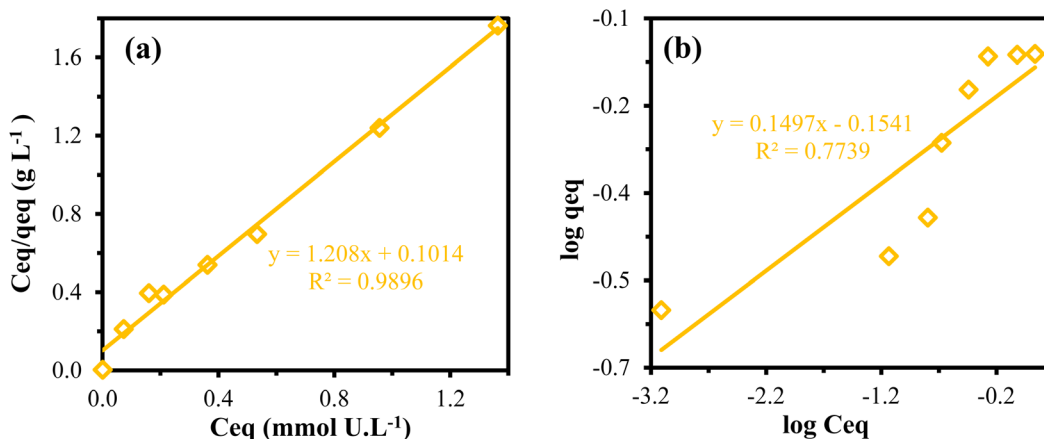 (a)
1.6
1.2
0.8
0.4
0.0
Ceq/qeq (g L⁻¹)
y = 1.208x + 0.1014
R² = 0.9896
0.0 0.4 0.8 1.2
Ceq (mmol U.L⁻¹)
(b)
-0.1
-0.2
-0.4
-0.5
-0.7
log qeq
y = 0.1497x - 0.1541
R² = 0.7739
-3.2 -2.2 -1.2 -0.2
log Ceq